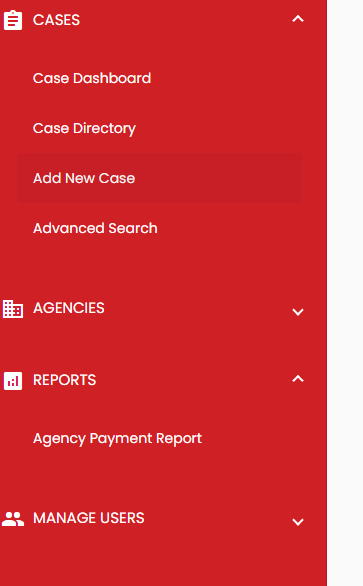 CASES
Case Dashboard
Case Directory
Add New Case
Advanced Search
AGENCIES
REPORTS
Agency Payment Report
MANAGE USERS